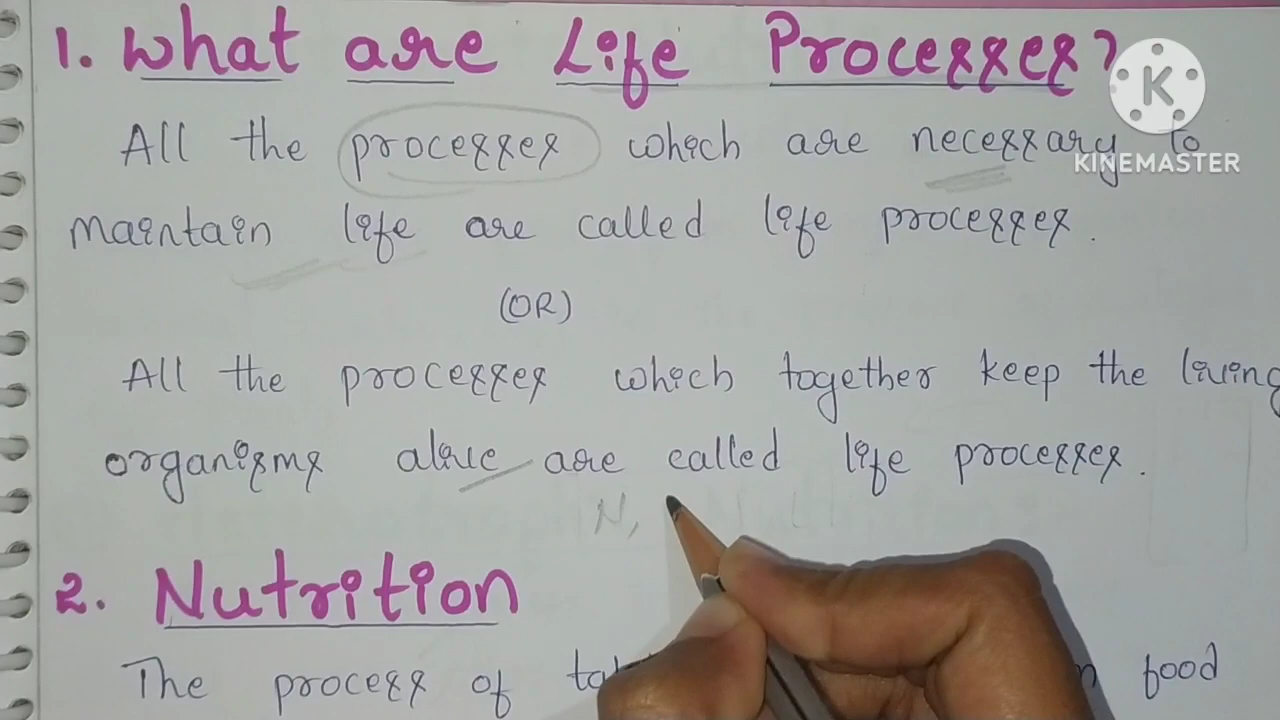 1. What are Life Processes?
All the processes which are necessary to
maintain life are called life processes.
(OR)
All the processes which together keep the living
organisms alive are called life processes.
N,
2. Nutrition
The process of food
K
KINEMASTER